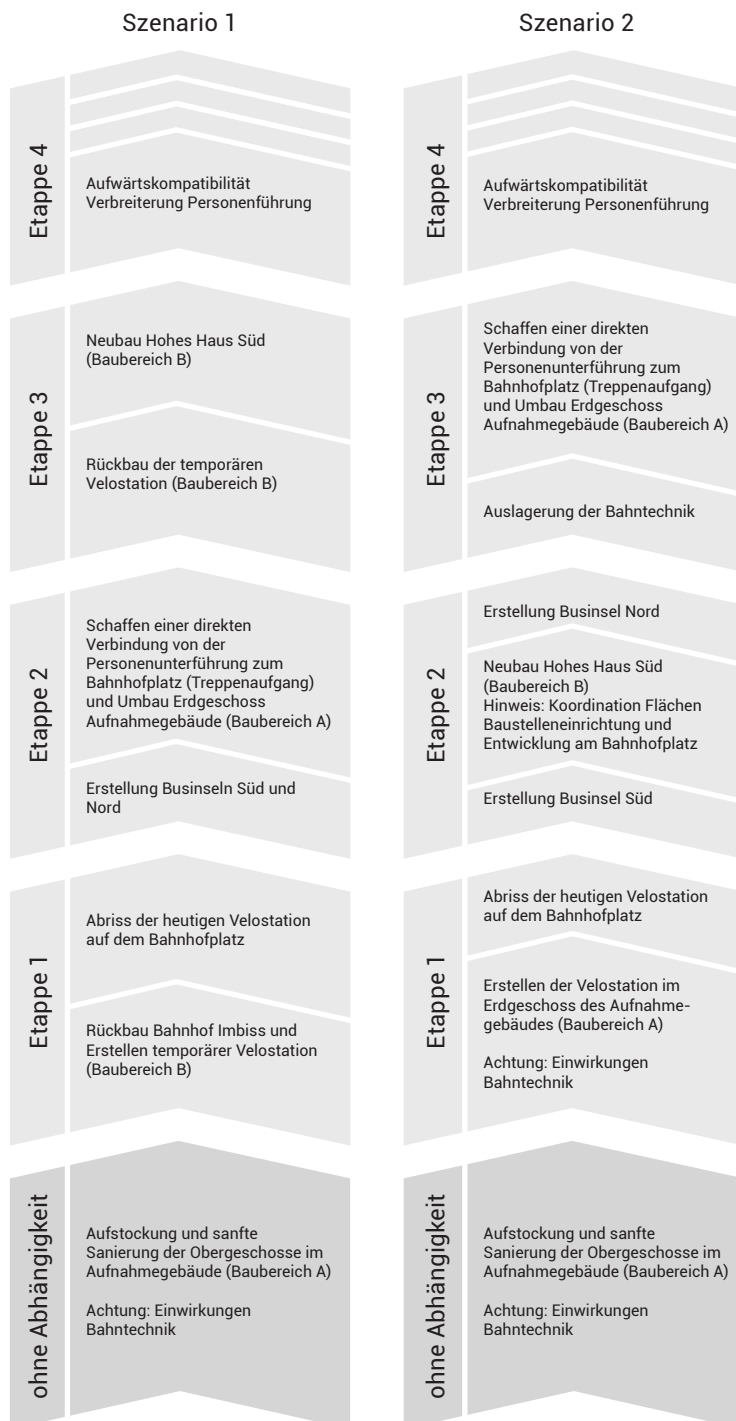 Szenario 1
Etappe 4
Aufwärtskompatibilität
Verbreiterung Personenführung
Etappe 3
Neubau Hohes Haus Süd
(Baubereich B)
Rückbau der temporären
Velostation (Baubereich B)
Etappe 2
Schaffen einer direkten
Verbindung von der
Personenunterführung zum
Bahnhofplatz (Treppenaufgang)
und Umbau Erdgeschoss
Aufnahmegebäude (Baubereich A)
Erstellung Businseln Süd und
Nord
Etappe 1
Abriss der heutigen Velostation
auf dem Bahnhofplatz
Rückbau Bahnhof Imbiss und
Erstellen temporärer Velostation
(Baubereich B)
ohne Abhängigkeit
Aufstockung und sanfte
Sanierung der Obergeschosse im
Aufnahmegebäude (Baubereich A)
Achtung: Einwirkungen
Bahntechnik
Szenario 2
Etappe 4
Aufwärtskompatibilität
Verbreiterung Personenführung
Etappe 3
Schaffen einer direkten
Verbindung von der
Personenunterführung zum
Bahnhofplatz (Treppenaufgang)
und Umbau Erdgeschoss
Aufnahmegebäude (Baubereich A)
Auslagerung der Bahntechnik
Etappe 2
Erstellung Businsel Nord
Neubau Hohes Haus Süd
(Baubereich B)
Hinweis: Koordination Flächen
Baustelleneinrichtung und
Entwicklung am Bahnhofplatz
Erstellung Businsel Süd
Etappe 1
Abriss der heutigen Velostation
auf dem Bahnhofplatz
Erstellen der Velostation im
Erdgeschoss des Aufnahme-
gebäudes (Baubereich A)
Achtung: Einwirkungen
Bahntechnik
ohne Abhängigkeit
Aufstockung und sanfte
Sanierung der Obergeschosse im
Aufnahmegebäude (Baubereich A)
Achtung: Einwirkungen
Bahntechnik